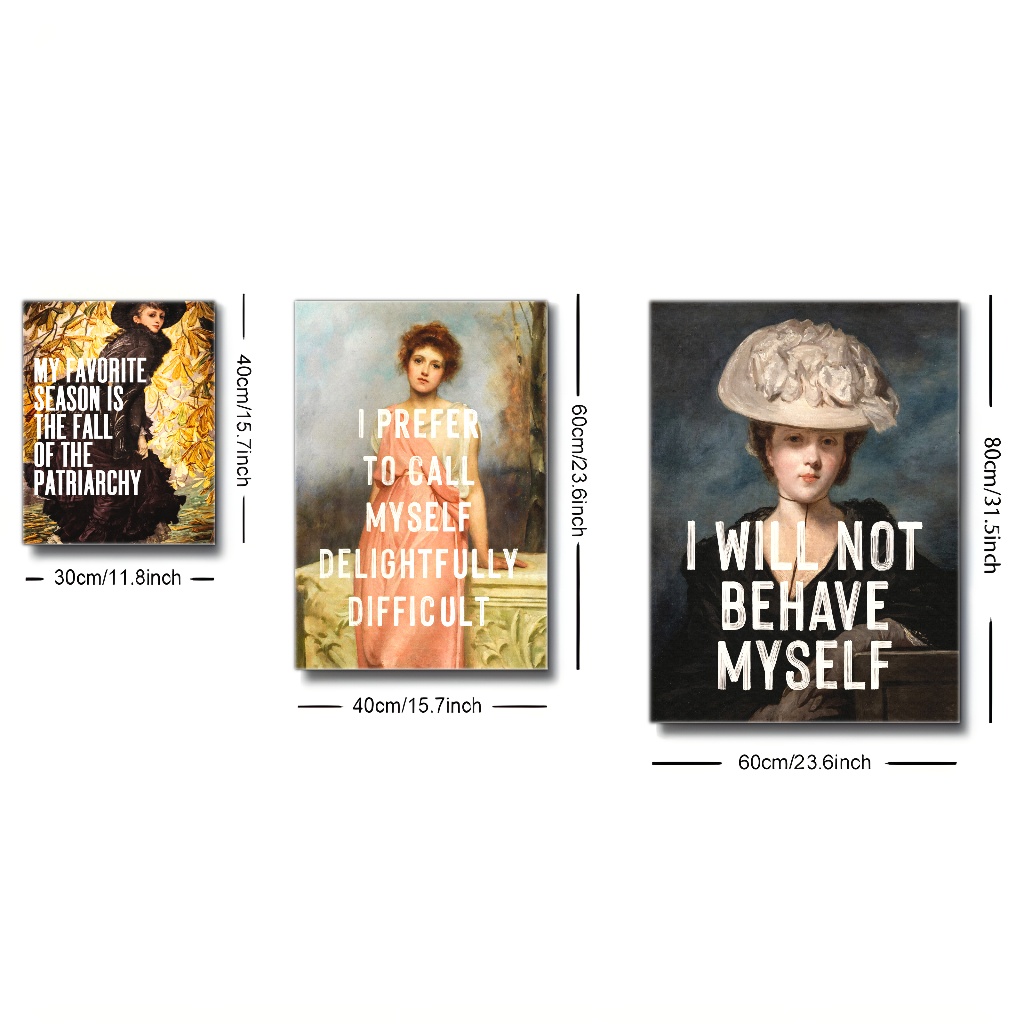 MY FAVORITE
SEASON IS
THE FALL
OF THE
PATRIARCHY
40cm/15.7inch
30cm/11.8inch
I PREFER
TO CALL
MYSELF
DELIGHTFULLY
DIFFICULT
60cm/23.6inch
40cm/15.7inch
I WILL NOT
BEHAVE
MYSELF
80cm/31.5inch
60cm/23.6inch